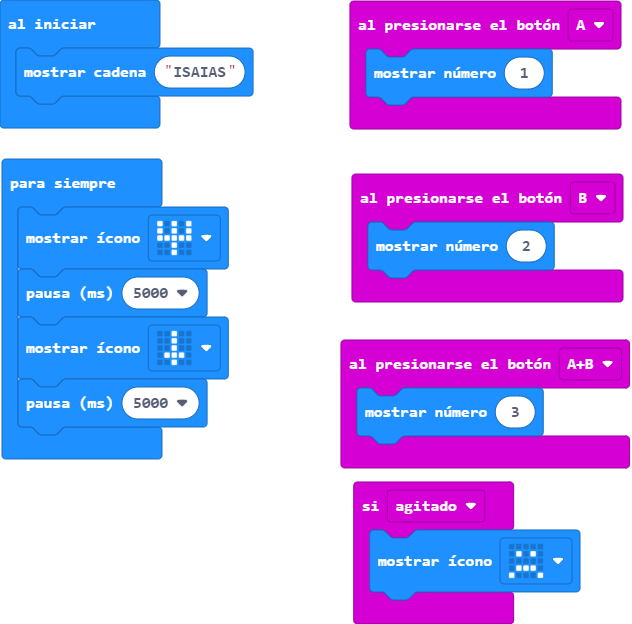 al iniciar
mostrar cadena "ISAIAS"
para siempre
mostrar ícono
pausa (ms) 5000
mostrar ícono
pausa (ms) 5000
al presionarse el botón A
mostrar número 1
al presionarse el botón B
mostrar número 2
al presionarse el botón A+B
mostrar número 3
si agitado
mostrar ícono